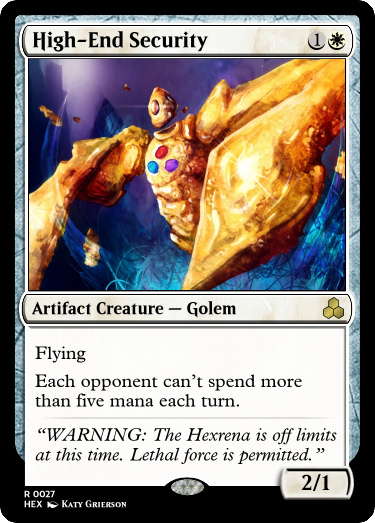 High-End Security 1
Artifact Creature — Golem
Flying
Each opponent can't spend more
than five mana each turn.
“WARNING: The Hexrena is off limits
at this time. Lethal force is permitted.”
2/1
R 0027
HEX Katy Grierson